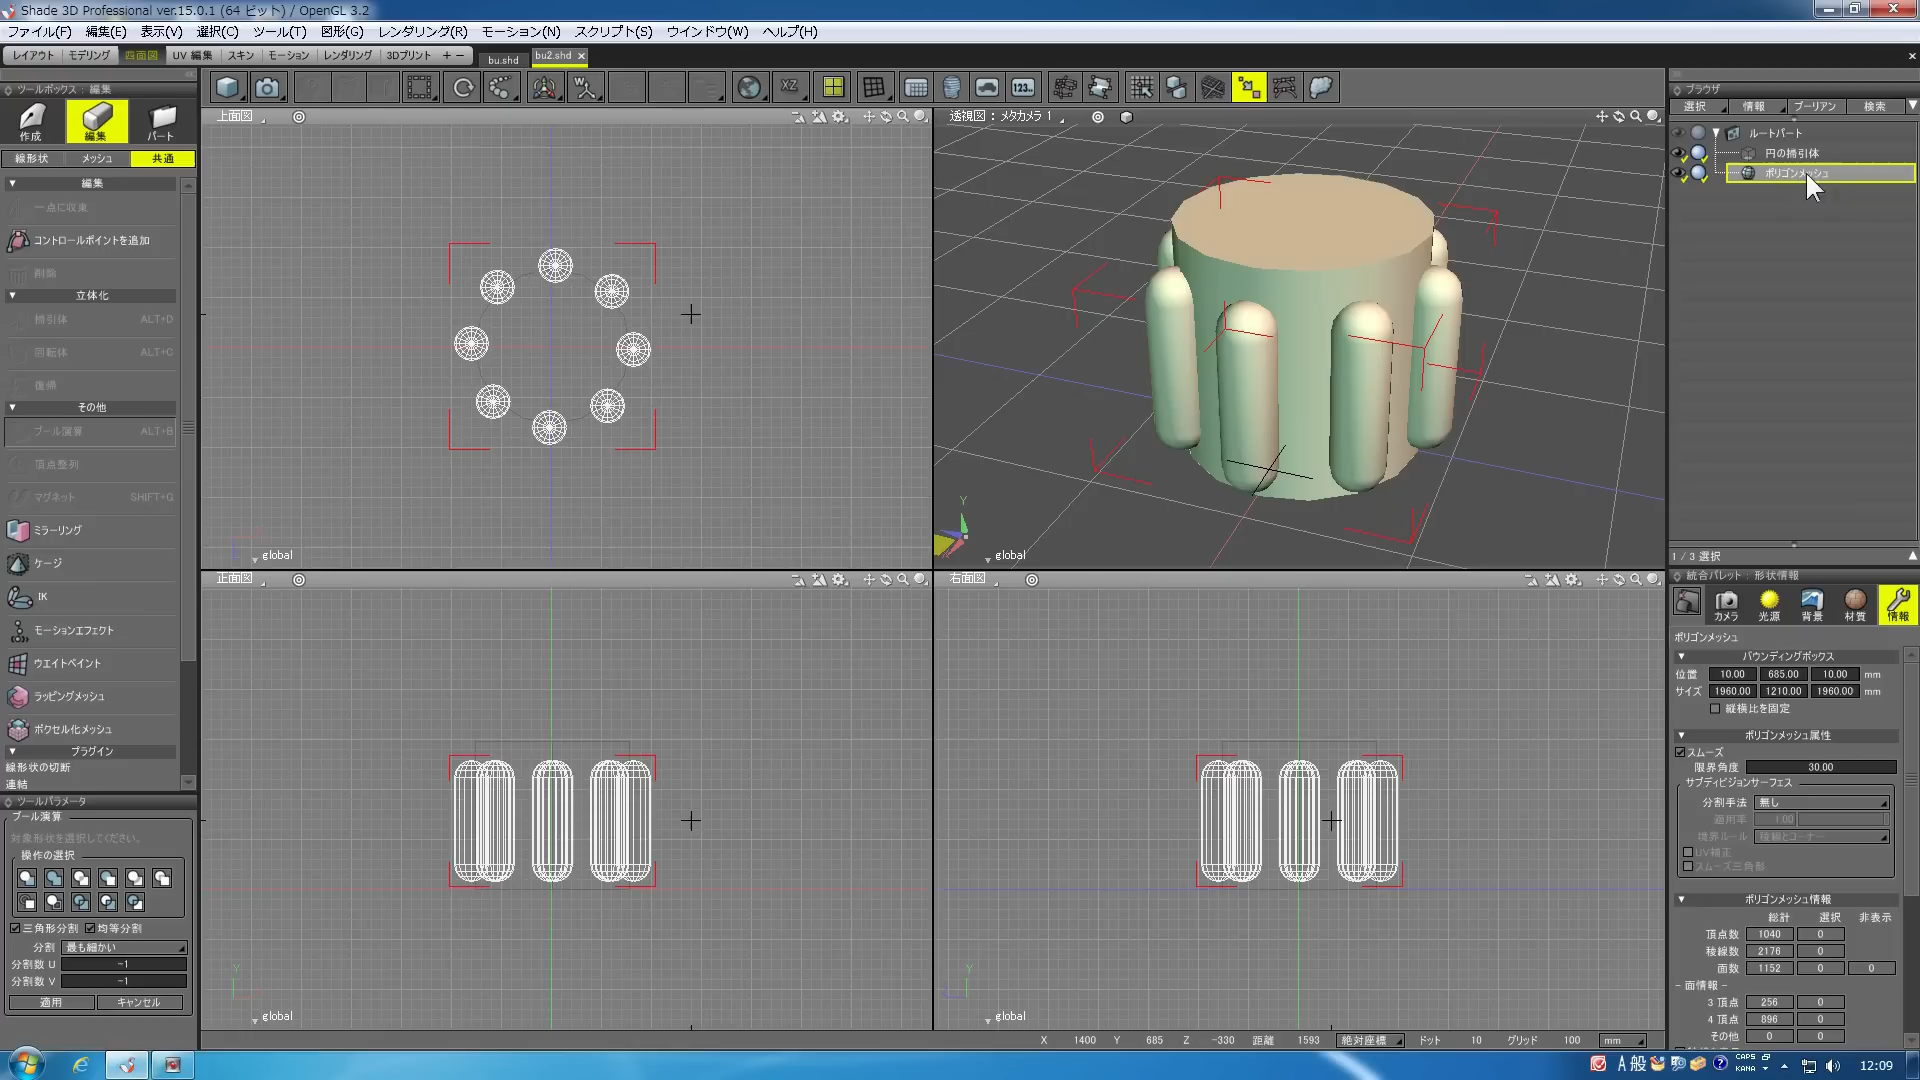 Shade 3D Professional ver.15.0.1 (64 ビット) / OpenGL 3.2
ファイル(F) 編集(E) 表示(V) 選択(C) ツール(T) 図形(G) レンダリング(R) モーション(N) スクリプト(S) ウインドウ(W) ヘルプ(H)
レイアウト モデリング 四面図 UV 編集 スキン モーション レンダリング 3Dプリント + ー bu.shd bu2.shd ×
ツールボックス : 編集
作成 編集 パート
線形状 メッシュ 共通
編集
一点に収束
コントロールポイントを追加
削除
立体化
掃引体 ALT+D
回転体 ALT+C
復帰
その他
ブール演算 ALT+B
頂点整列
マグネット SHIFT+G
ミラーリング
ケージ
IK
モーションエフェクト
ウエイトペイント
ラッピングメッシュ
ボクセル化メッシュ
プラグイン
線形状の切断
連結
ツールパラメータ
ブール演算
対象形状を選択してください。
操作の選択
三角形分割 均等分割
分割 最も細かい
分割数 U -1
分割数 V -1
適用 キャンセル
XZ 123..
上面図
global
透視図 : メタカメラ 1
Y
global
正面図
Y
global
右面図
Y
global
X 1400 Y 685 Z -330 距離 1593 絶対座標 ドット 10 グリッド 100 mm
ブラウザ
選択 情報 ブーリアン 検索
ルートパート
円の掃引体
ポリゴンメッシュ
1 / 3 選択
統合パレット : 形状情報
カメラ 光源 背景 材質 情報
ポリゴンメッシュ
バウンディングボックス
位置 10.00 685.00 10.00 mm
サイズ 1960.00 1210.00 1960.00 mm
縦横比を固定
ポリゴンメッシュ属性
スムーズ
限界角度 30.00
サブディビジョンサーフェス
分割手法 無し
適用率 1.00
境界ルール 稜線とコーナー
UV補正
スムーズ三角形
ポリゴンメッシュ情報
総計 選択 非表示
頂点数 1040 0
稜線数 2176 0
面数 1152 0 0
- 面情報 -
3 頂点 256 0
4 頂点 896 0
その他 0 0
A 般 CAPS KANA 12:09